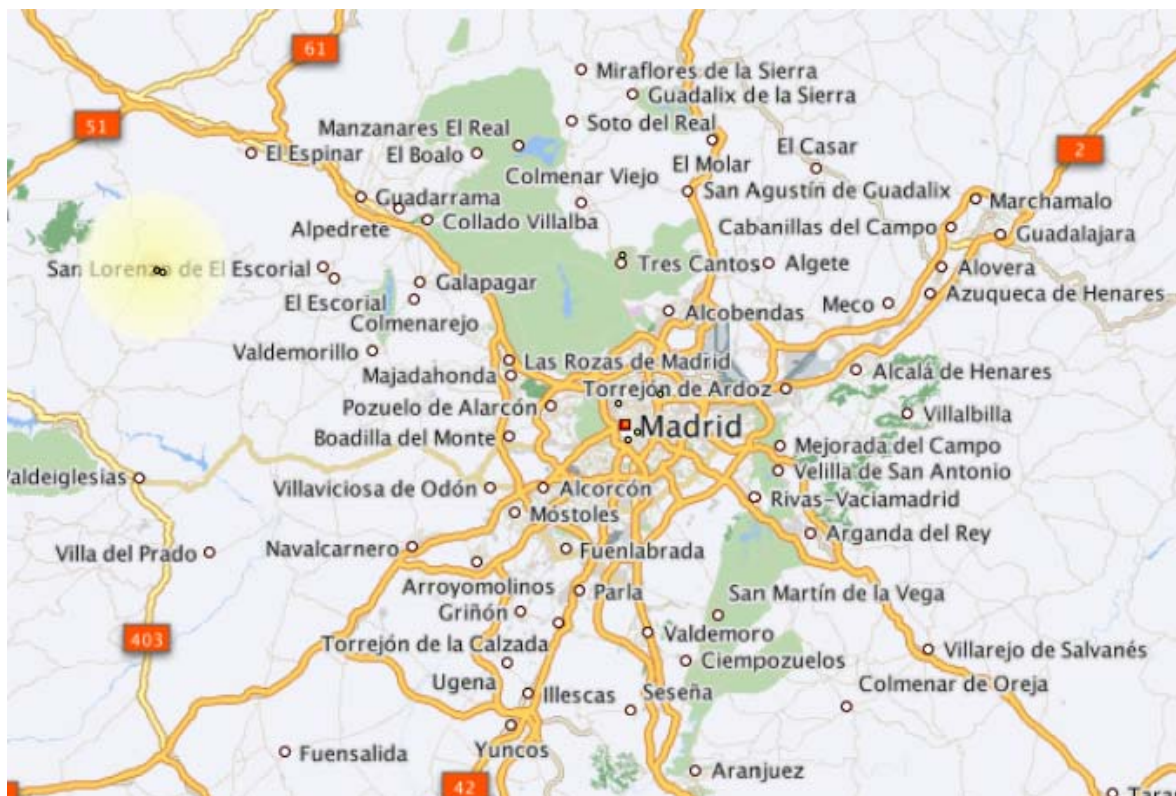 61
Miraflores de la Sierra
Guadalix de la Sierra
51
Manzanares El Real
Soto del Real
El Espinar
El Boalo
El Molar
El Casar
2
Colmenar Viejo
Guadarrama
San Agustín de Guadalix
Marchamalo
Alpedrete
Collado Villalba
Cabanillas del Campo
Guadalajara
San Lorenzo de El Escorial
Tres Cantos
Algete
Alovera
El Escorial
Galapagar
Azuqueca de Henares
Colmenarejo
Meco
Alcobendas
Valdemorillo
Las Rozas de Madrid
Majadahonda
Torrejón de Ardoz
Alcalá de Henares
Pozuelo de Alarcón
Villalbilla
Madrid
Boadilla del Monte
Mejorada del Campo
Valdeiglesias
Velilla de San Antonio
Villaviciosa de Odón
Alcorcón
Rivas-Vaciamadrid
Mostoles
Arganda del Rey
Villa del Prado
Navalcarnero
Fuenlabrada
Arroyomolinos
Parla
San Martín de la Vega
Griñón
403
Torrejón de la Calzada
Valdemoro
Villarejo de Salvanés
Ciempozuelos
Ugena
Illescas
Seseña
Colmenar de Oreja
Fuensalida
Yuncos
Aranjuez
42
Tara